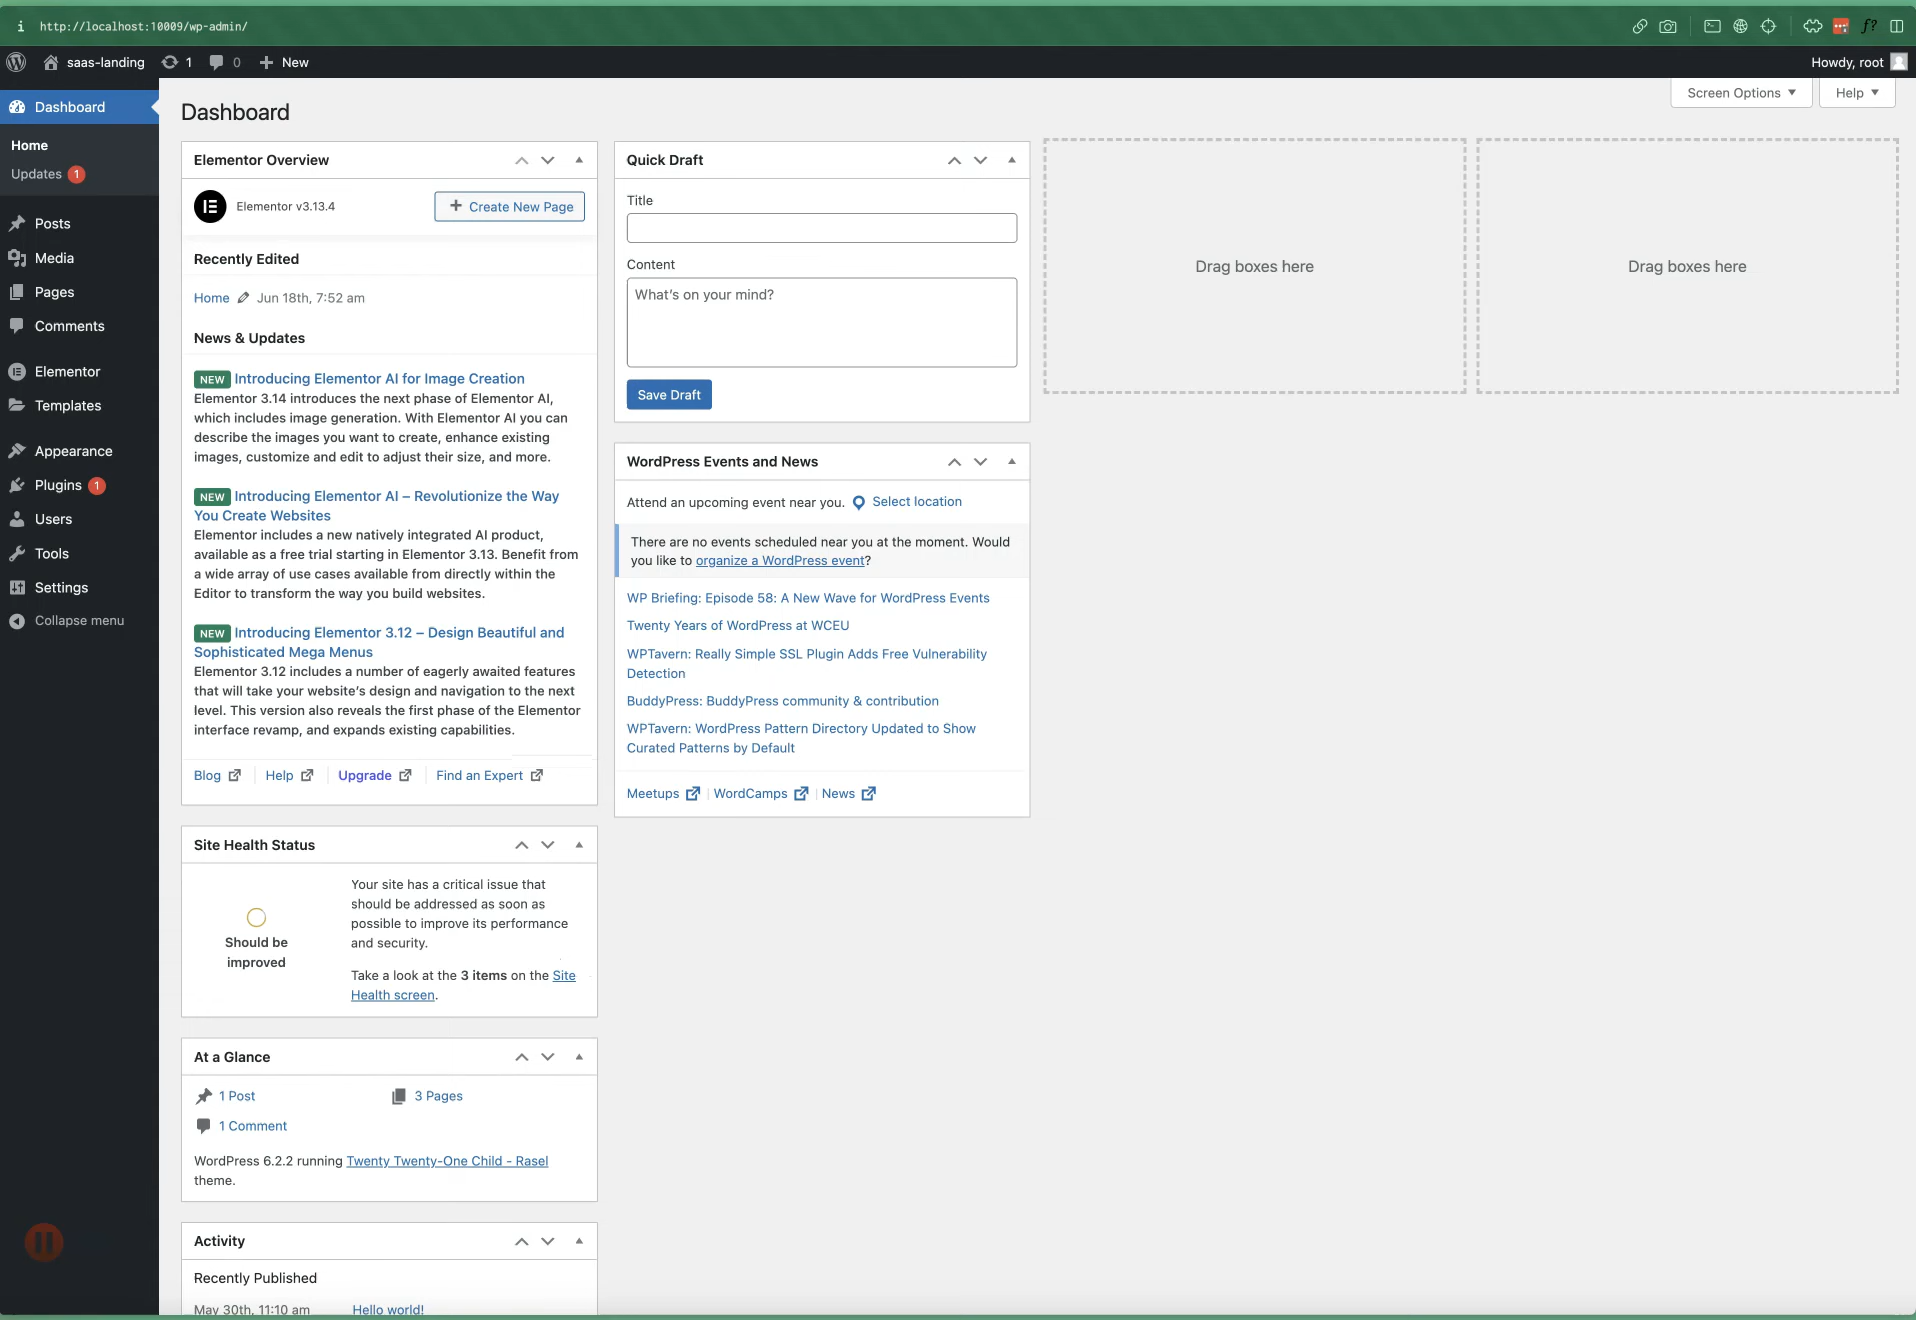 http://localhost:10009/wp-admin/
saas-landing 1 0 New
Howdy, root
Dashboard
Home
Updates 1
Posts
Media
Pages
Comments
Elementor
Templates
Appearance
Plugins 1
Users
Tools
Settings
Collapse menu
Dashboard
Screen Options
Help
Elementor Overview
Elementor v3.13.4
Create New Page
Recently Edited
Home Jun 18th, 7:52 am
News & Updates
NEW Introducing Elementor AI for Image Creation
Elementor 3.14 introduces the next phase of Elementor AI,
which includes image generation. With Elementor AI you can
describe the images you want to create, enhance existing
images, customize and edit to adjust their size, and more.
NEW Introducing Elementor AI – Revolutionize the Way
You Create Websites
Elementor includes a new natively integrated AI product,
available as a free trial starting in Elementor 3.13. Benefit from
a wide array of use cases available from directly within the
Editor to transform the way you build websites.
NEW Introducing Elementor 3.12 – Design Beautiful and
Sophisticated Mega Menus
Elementor 3.12 includes a number of eagerly awaited features
that will take your website's design and navigation to the next
level. This version also reveals the first phase of the Elementor
interface revamp, and expands existing capabilities.
Blog Help Upgrade Find an Expert
Site Health Status
Should be
improved
Your site has a critical issue that
should be addressed as soon as
possible to improve its performance
and security.
Take a look at the 3 items on the Site
Health screen.
At a Glance
1 Post 3 Pages
1 Comment
WordPress 6.2.2 running Twenty Twenty-One Child - Rasel
theme.
Activity
Recently Published
May 30th, 11:10 am Hello world!
Quick Draft
Title
Content
What's on your mind?
Save Draft
WordPress Events and News
Attend an upcoming event near you. Select location
There are no events scheduled near you at the moment. Would
you like to organize a WordPress event?
WP Briefing: Episode 58: A New Wave for WordPress Events
Twenty Years of WordPress at WCEU
WPTavern: Really Simple SSL Plugin Adds Free Vulnerability
Detection
BuddyPress: BuddyPress community & contribution
WPTavern: WordPress Pattern Directory Updated to Show
Curated Patterns by Default
Meetups WordCamps News
Drag boxes here
Drag boxes here